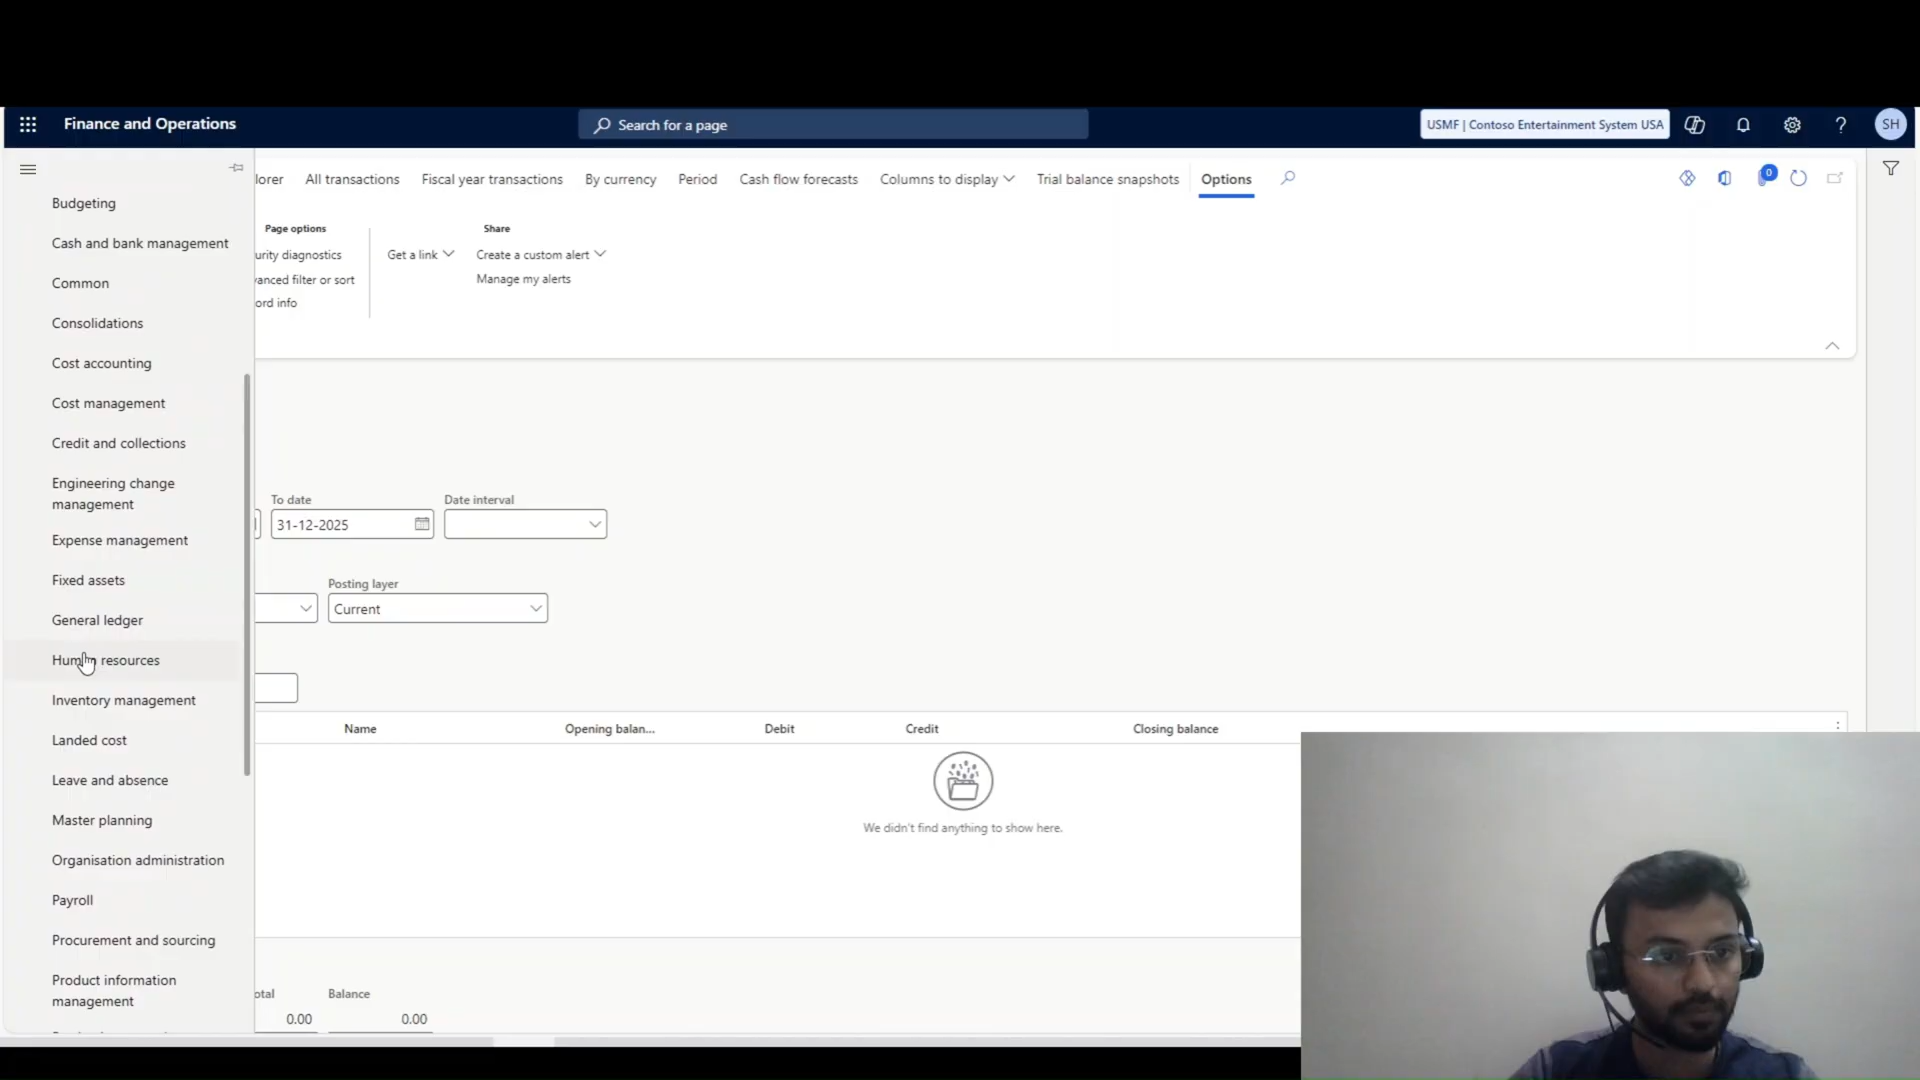 Finance and Operations
Search for a page
USMF | Contoso Entertainment System USA
SH
lorer
All transactions
Fiscal year transactions
By currency
Period
Cash flow forecasts
Columns to display
Trial balance snapshots
Options
0
Page options
urity diagnostics
vanced filter or sort
ord info
Get a link
Share
Create a custom alert
Manage my alerts
Budgeting
Cash and bank management
Common
Consolidations
Cost accounting
Cost management
Credit and collections
Engineering change
management
Expense management
Fixed assets
General ledger
Human resources
Inventory management
Landed cost
Leave and absence
Master planning
Organisation administration
Payroll
Procurement and sourcing
Product information
management
To date
31-12-2025
Date interval
Posting layer
Current
Name
Opening balan...
Debit
Credit
Closing balance
We didn't find anything to show here.
otal
0.00
Balance
0.00